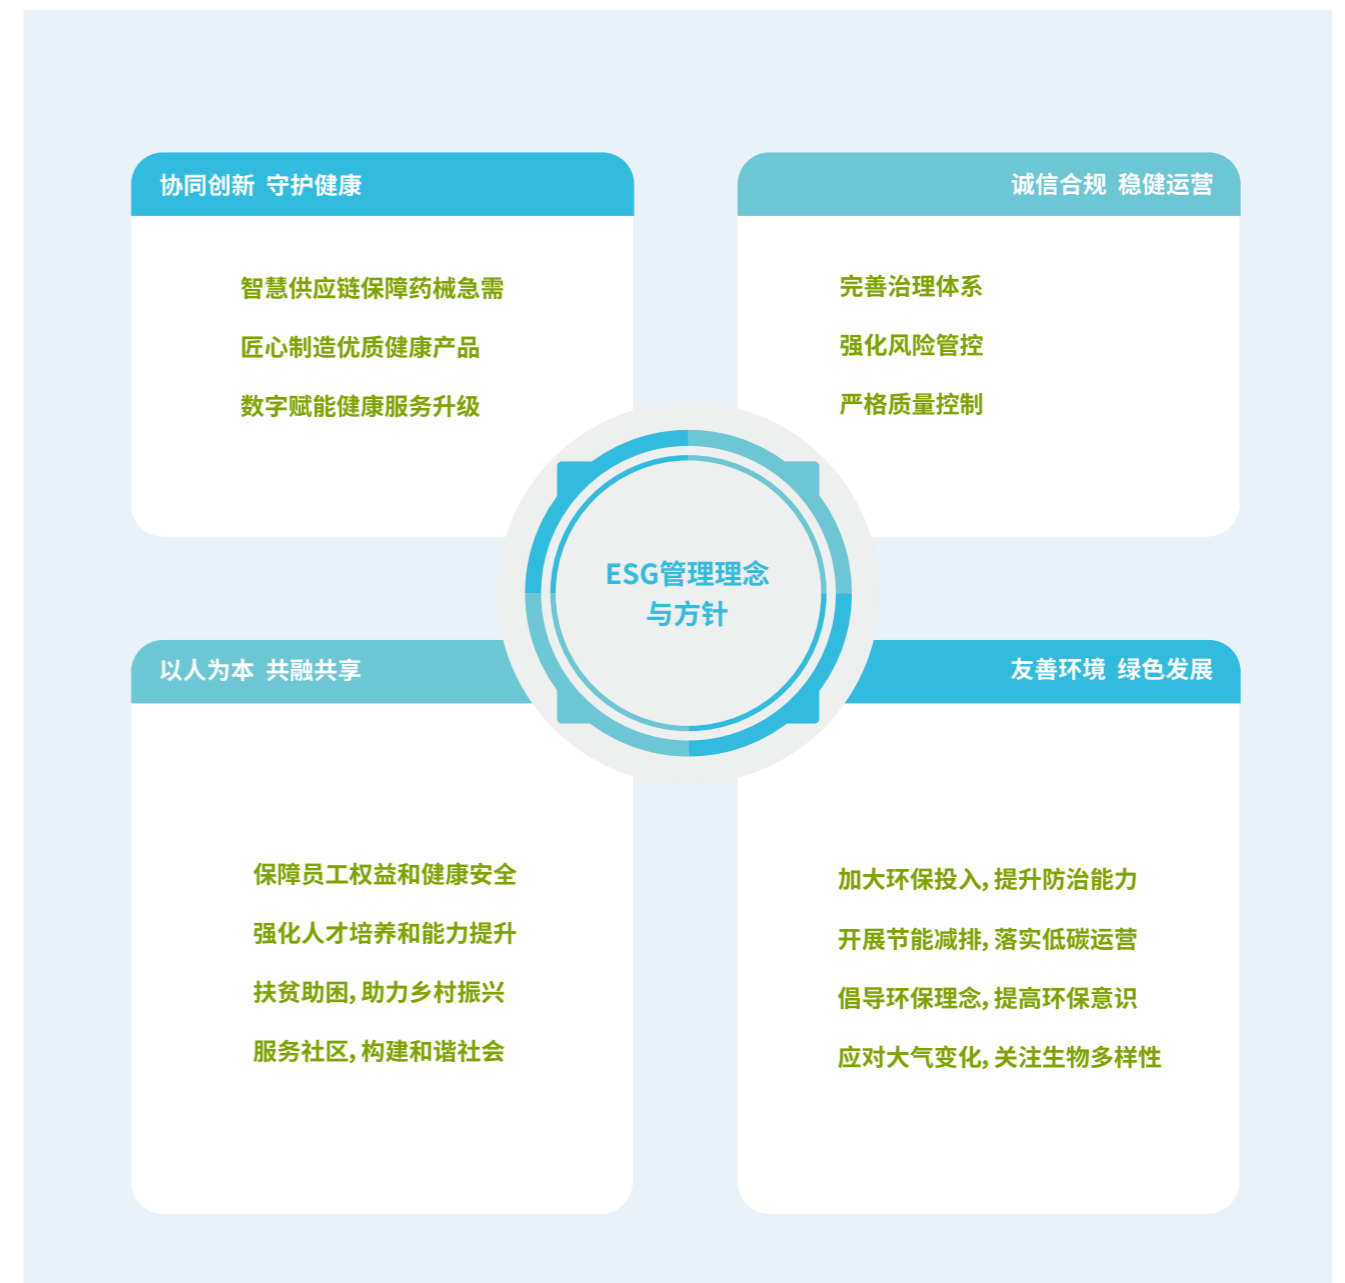 协同创新 守护健康
智慧供应链保障药械急需
匠心制造优质健康产品
数字赋能健康服务升级
诚信合规 稳健运营
完善治理体系
强化风险管控
严格质量控制
ESG管理理念
与方针
以人为本 共融共享
保障员工权益和健康安全
强化人才培养和能力提升
扶贫助困，助力乡村振兴
服务社区，构建和谐社会
友善环境 绿色发展
加大环保投入，提升防治能力
开展节能减排，落实低碳运营
倡导环保理念，提高环保意识
应对大气变化，关注生物多样性